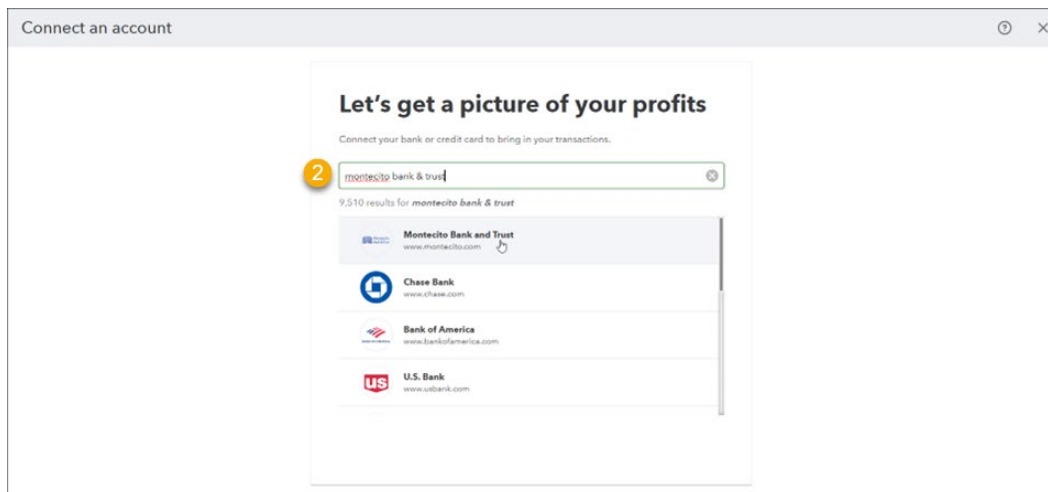 Connect an account
Let's get a picture of your profits
Connect your bank or credit card to bring in your transactions.
2
montecito bank & trust
9,510 results for montecito bank & trust
Montecito Bank and Trust
www.montecito.com
Chase Bank
www.chase.com
Bank of America
www.bankofamerica.com
U.S. Bank
www.usbank.com
us